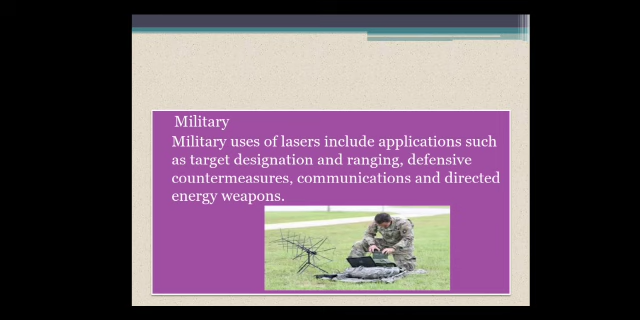 Military
Military uses of lasers include applications such
as target designation and ranging, defensive
countermeasures, communications and directed
energy weapons.